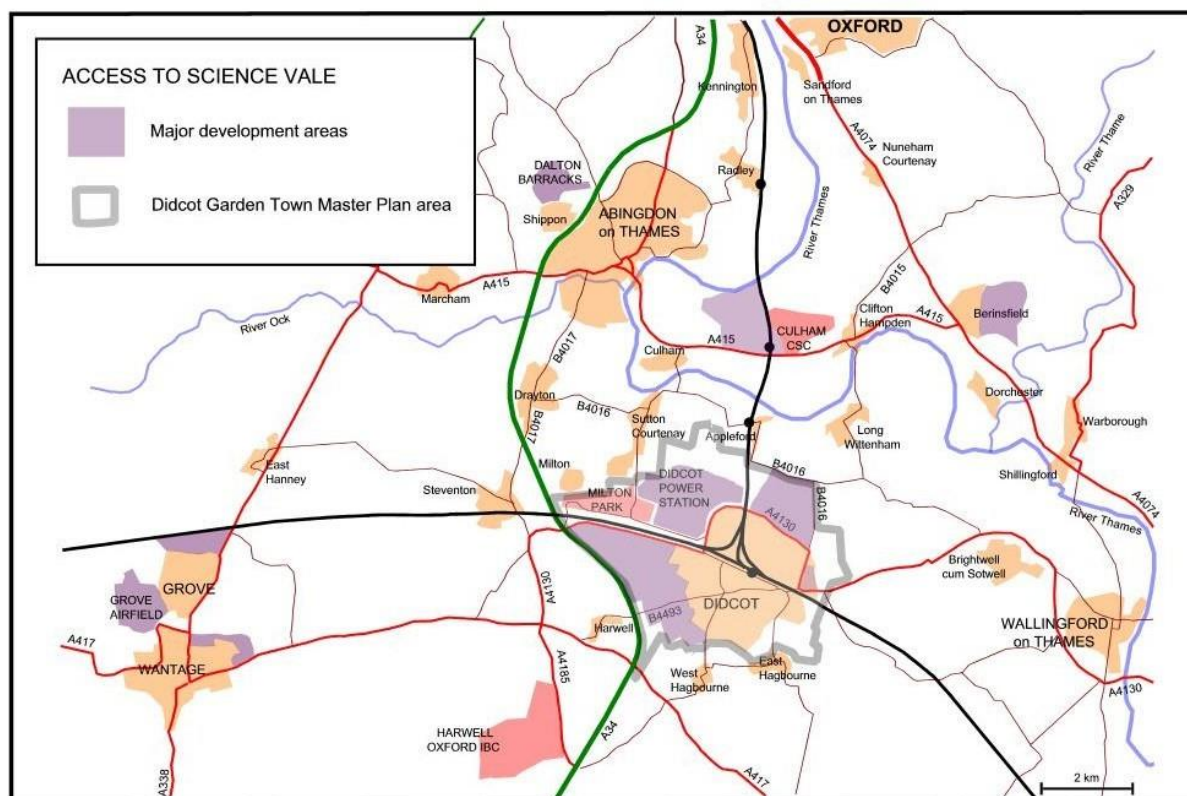 ACCESS TO SCIENCE VALE
Major development areas
Didcot Garden Town Master Plan area
A34
OXFORD
Kennington
Sandford
on Thames
A4074
River Thame
Nuneham
Courtenay
DALTON
BARRACKS
Radley
A329
Shippon
ABINGDON
on THAMES
River Thames
B4015
Marcham
A415
River Ock
Clifton
Hampden
A415
Berinsfield
CULHAM
CSC
A415
B4017
Culham
Drayton
B4016
Dorchester
B4017
Sutton
Courtenay
Appleford
Long
Wittenham
Warborough
East
Hanney
Milton
DIDCOT
POWER
STATION
B4016
Shillingford
Steventon
MILTON
PARK
B4016
A4074
A4130
River Thames
Brightwell
cum Sotwell
GROVE
GROVE
AIRFIELD
A4130
B4493
DIDCOT
Harwell
WALLINGFORD
on THAMES
A417
WANTAGE
A4185
West
Hagbourne
East
Hagbourne
A4130
HARWELL
OXFORD IBC
A34
A417
A338
2 km